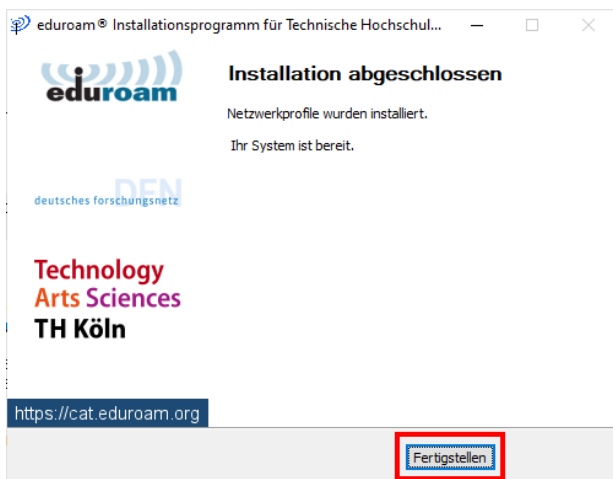 eduroam® Installationsprogramm für Technische Hochschul...
eduroam
Installation abgeschlossen
Netzwerkprofile wurden installiert.
Ihr System ist bereit.
DFN
deutsches forschungsnetz
Technology
Arts Sciences
TH Köln
https://cat.eduroam.org
Fertigstellen